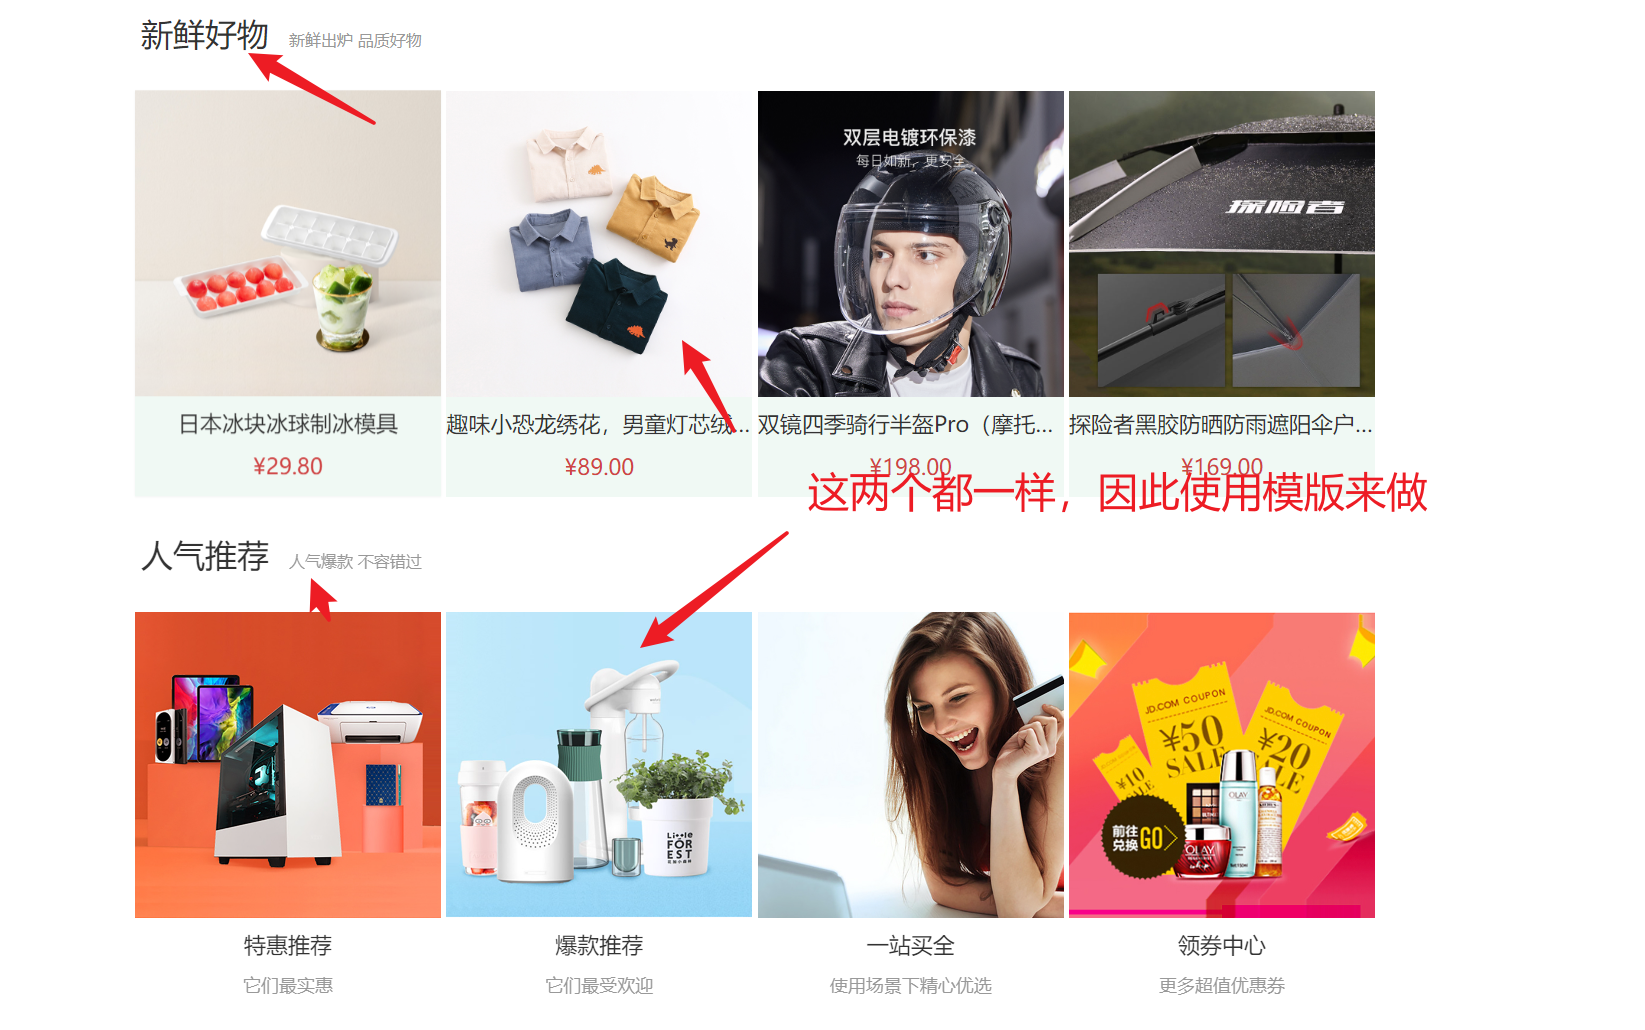 新鲜好物 新鲜出炉 品质好物
双层电镀环保漆
每日如新，更安全
探险者
日本冰块冰球制冰模具
¥29.80
趣味小恐龙绣花，男童灯芯绒...
¥89.00
双镜四季骑行半盔Pro（摩托...
¥198.00
探险者黑胶防晒防雨遮阳伞户...
¥169.00
这两个都一样，因此使用模版来做
人气推荐 人气爆款 不容错过
JD.COM COUPON
¥50
SALE
JD.COM COUPON
¥20
SALE
¥10
SALE
前往
兑换
GO
OLAY
OLAY
Li••le
FOR
EST
特惠推荐
它们最实惠
爆款推荐
它们最受欢迎
一站买全
使用场景下精心优选
领券中心
更多超值优惠券